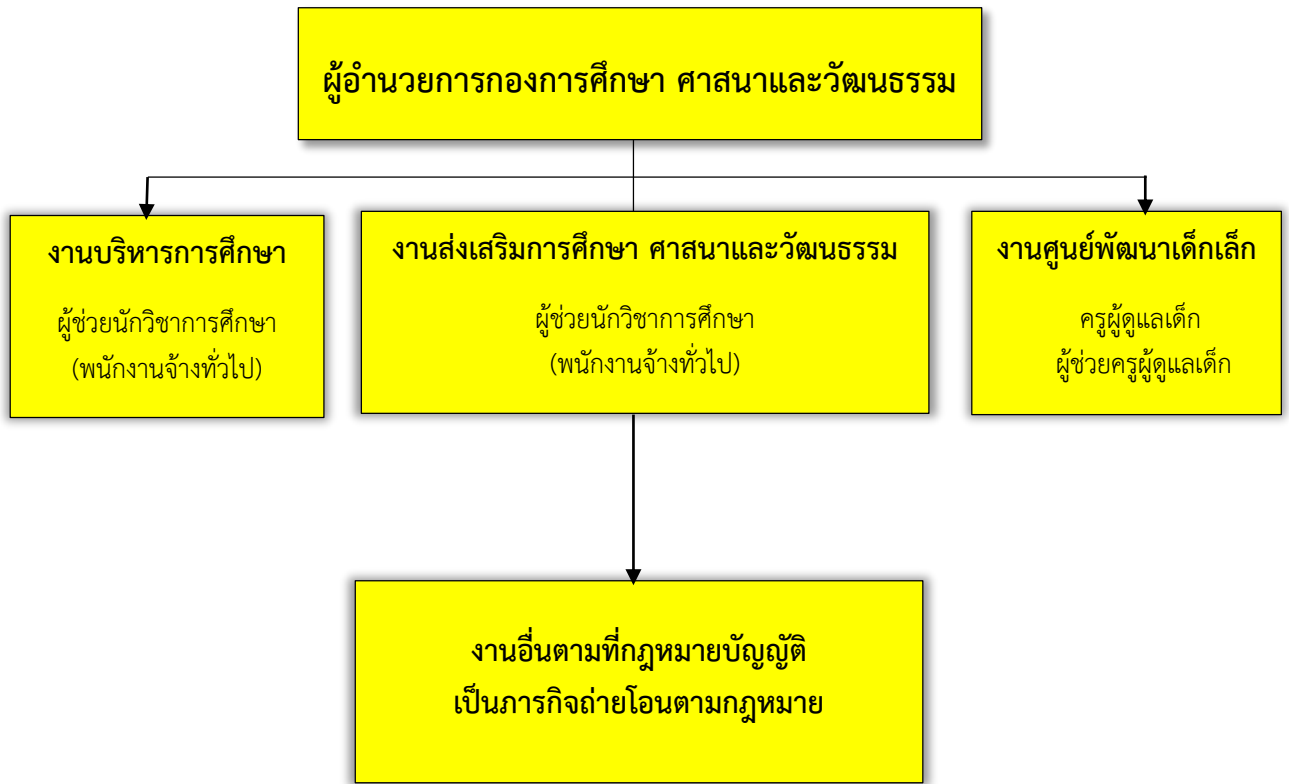 ผู้อำนวยการกองการศึกษา ศาสนาและวัฒนธรรม
งานบริหารการศึกษา
ผู้ช่วยนักวิชาการศึกษา
(พนักงานจ้างทั่วไป)
งานส่งเสริมการศึกษา ศาสนาและวัฒนธรรม
ผู้ช่วยนักวิชาการศึกษา
(พนักงานจ้างทั่วไป)
งานศูนย์พัฒนาเด็กเล็ก
ครูผู้ดูแลเด็ก
ผู้ช่วยครูผู้ดูแลเด็ก
งานอื่นตามที่กฎหมายบัญญัติ
เป็นภารกิจถ่ายโอนตามกฎหมาย